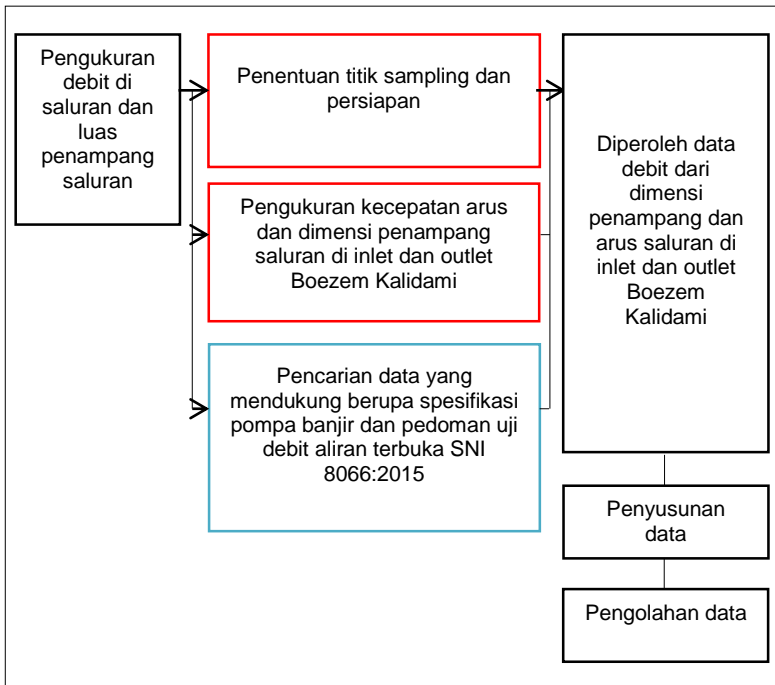 Pengukuran
debit di
saluran dan
luas
penampang
saluran
Penentuan titik sampling dan
persiapan
Pengukuran kecepatan arus
dan dimensi penampang
saluran di inlet dan outlet
Boezem Kalidami
Pencarian data yang
mendukung berupa spesifikasi
pompa banjir dan pedoman uji
debit aliran terbuka SNI
8066:2015
Diperoleh data
debit dari
dimensi
penampang dan
arus saluran di
inlet dan outlet
Boezem
Kalidami
Penyusunan
data
Pengolahan data